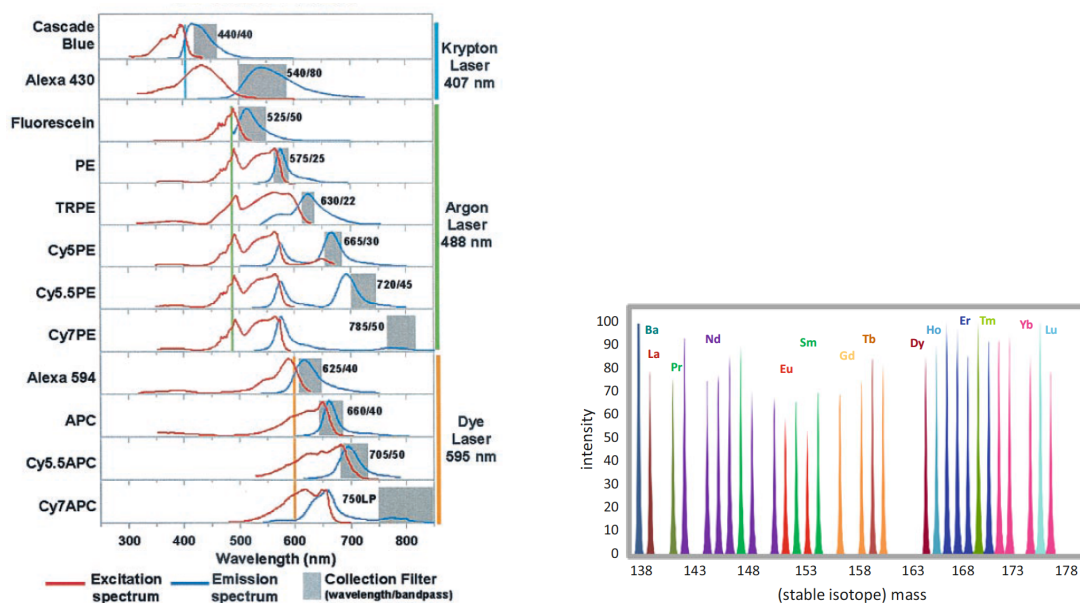 Cascade
Blue
440/40
Alexa 430
540/80
Krypton
Laser
407 nm
Fluorescein
525/50
PE
575/25
TRPE
630/22
Cy5PE
665/30
Cy5.5PE
720/45
Cy7PE
785/50
Argon
Laser
488 nm
Alexa 594
625/40
APC
660/40
Cy5.5APC
705/50
Cy7APC
750LP
Dye
Laser
595 nm
300 400 500 600 700 800
Wavelength (nm)
Excitation
spectrum
Emission
spectrum
Collection Filter
(wavelength/bandpass)
intensity
100
90
80
70
60
50
40
30
20
10
0
Ba
La
Pr
Nd
Sm
Eu
Gd
Tb
Dy
Ho
Er
Tm
Yb
Lu
138 143 148 153 158 163 168 173 178
(stable isotope) mass